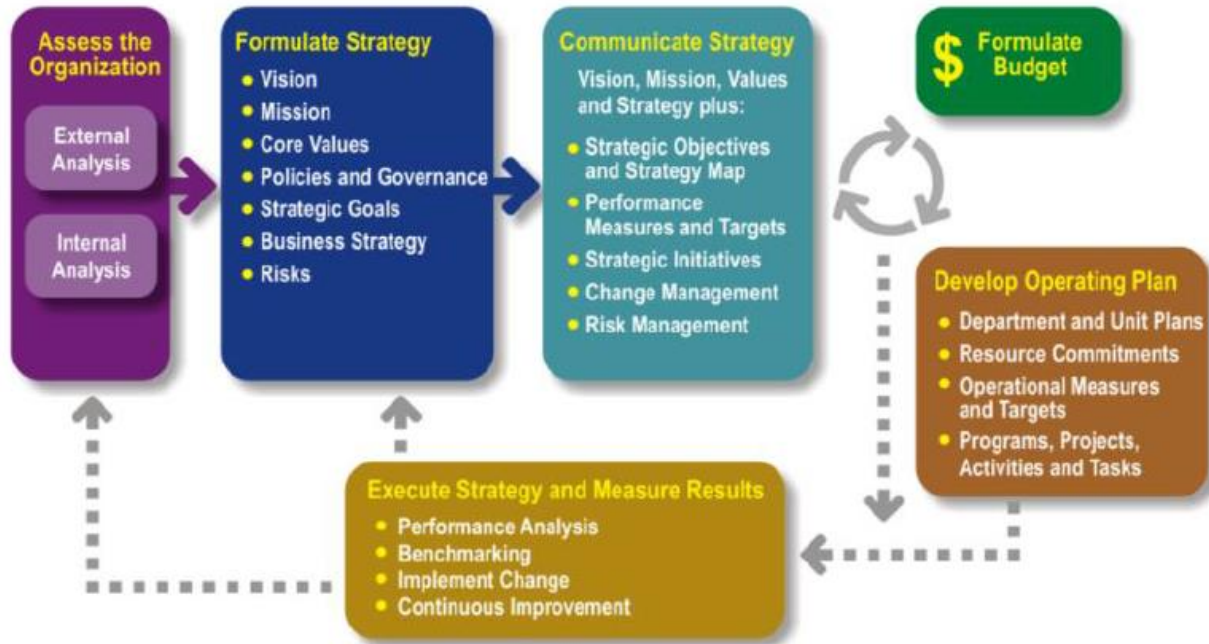 Assess the
Organization
External
Analysis
Internal
Analysis
Formulate Strategy
Vision
Mission
Core Values
Policies and Governance
Strategic Goals
Business Strategy
Risks
Communicate Strategy
Vision, Mission, Values
and Strategy plus:
Strategic Objectives
and Strategy Map
Performance
Measures and Targets
Strategic Initiatives
Change Management
Risk Management
$ Formulate
Budget
Develop Operating Plan
Department and Unit Plans
Resource Commitments
Operational Measures
and Targets
Programs, Projects,
Activities and Tasks
Execute Strategy and Measure Results
Performance Analysis
Benchmarking
Implement Change
Continuous Improvement